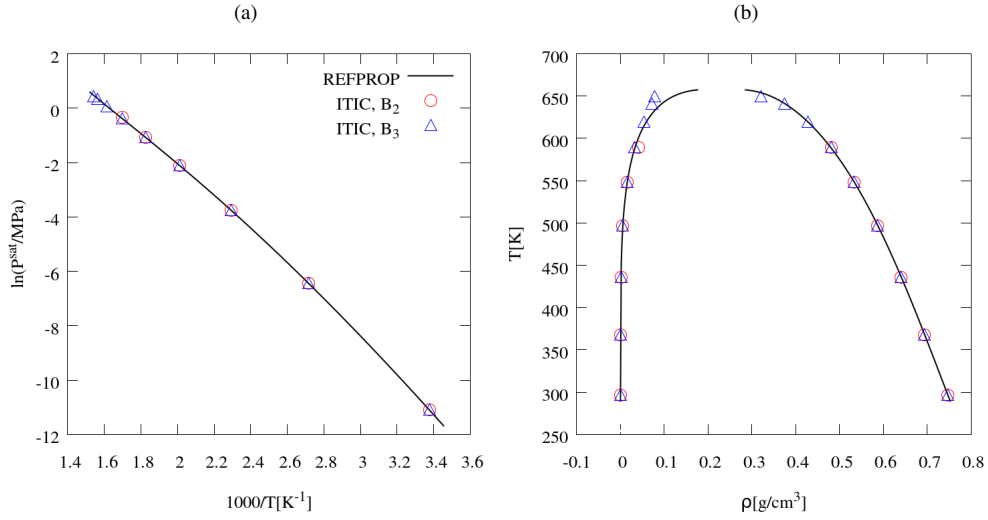 (a)
2
0
-2
-4
-6
-8
-10
-12
1.4 1.6 1.8 2 2.2 2.4 2.6 2.8 3 3.2 3.4 3.6
ln(Pˢᵃᵗ/MPa)
1000/T[K⁻¹]
REFPROP
ITIC, B₂
ITIC, B₃
(b)
700
650
600
550
500
450
400
350
300
250
-0.1 0 0.1 0.2 0.3 0.4 0.5 0.6 0.7 0.8
T[K]
ρ[g/cm³]